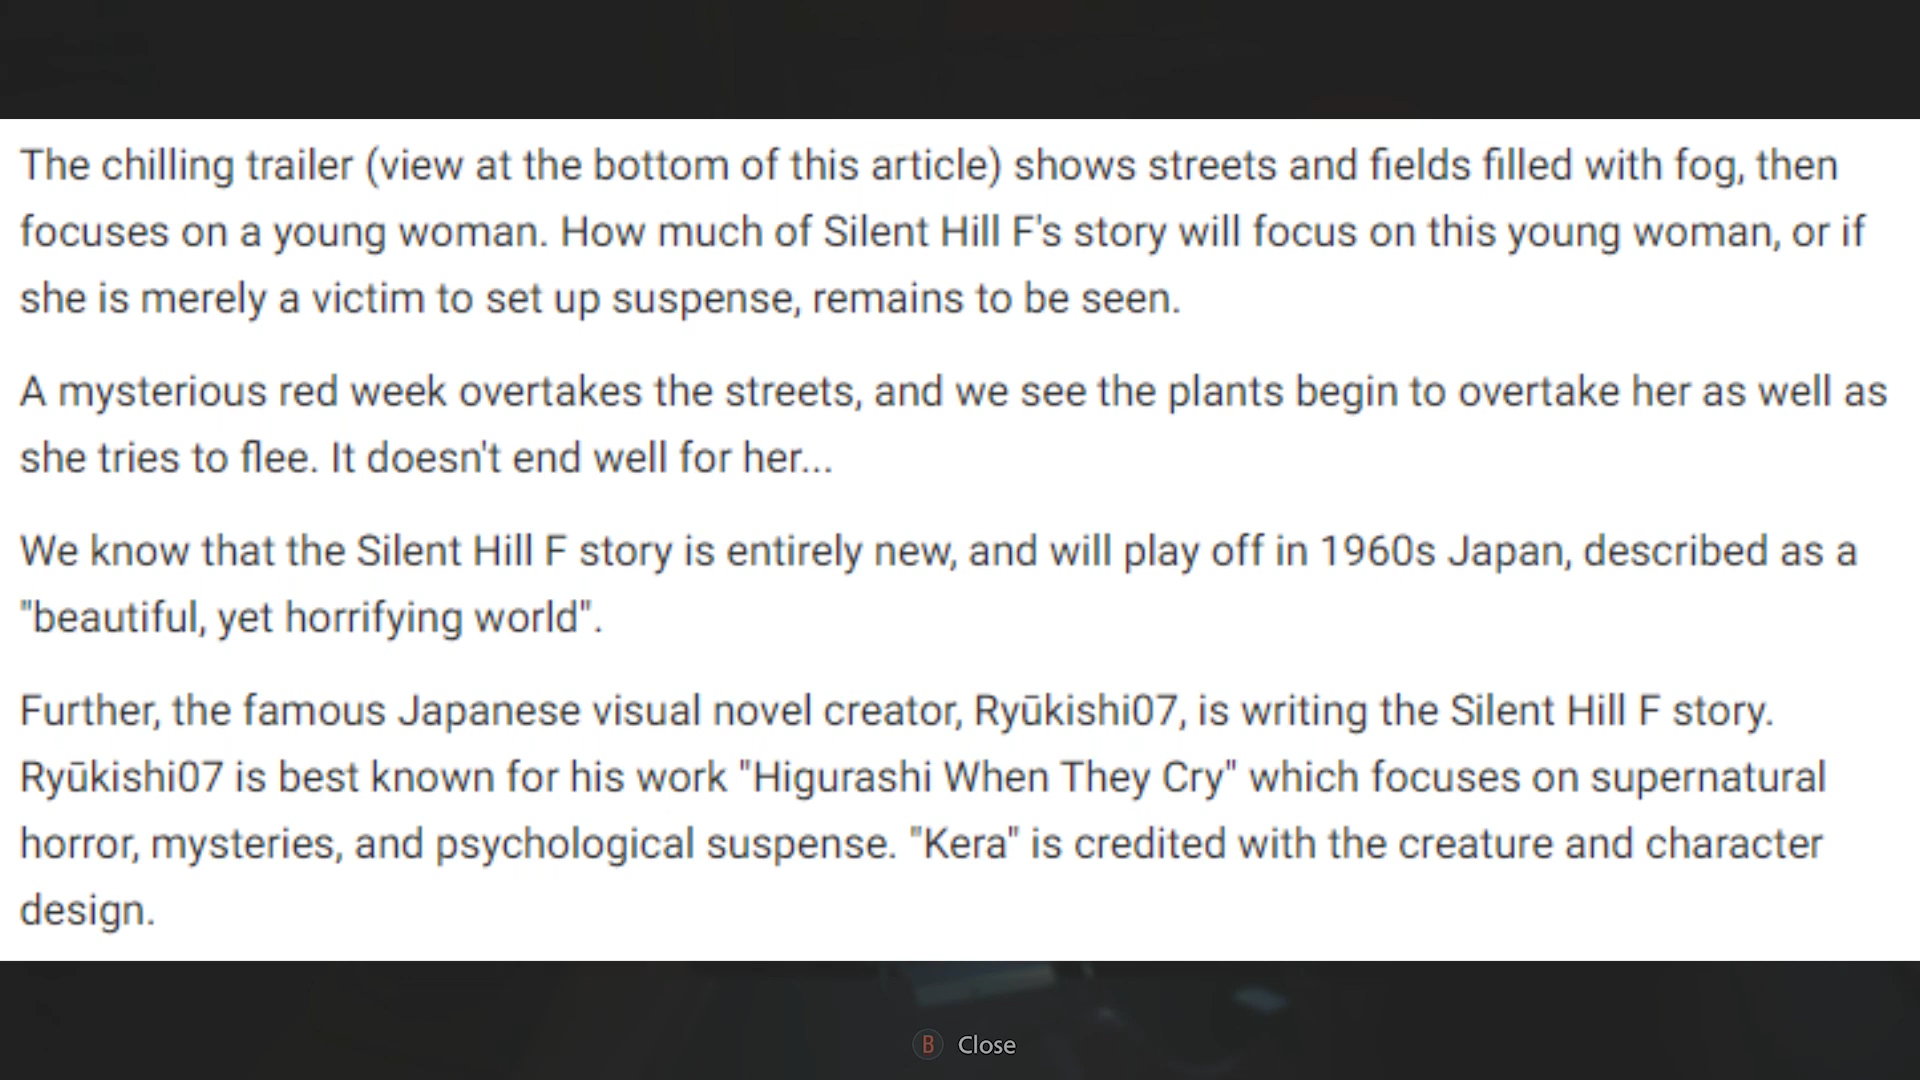 The chilling trailer (view at the bottom of this article) shows streets and fields filled with fog, then
focuses on a young woman. How much of Silent Hill F's story will focus on this young woman, or if
she is merely a victim to set up suspense, remains to be seen.
A mysterious red week overtakes the streets, and we see the plants begin to overtake her as well as
she tries to flee. It doesn't end well for her...
We know that the Silent Hill F story is entirely new, and will play off in 1960s Japan, described as a
"beautiful, yet horrifying world".
Further, the famous Japanese visual novel creator, Ryūkishi07, is writing the Silent Hill F story.
Ryūkishi07 is best known for his work "Higurashi When They Cry" which focuses on supernatural
horror, mysteries, and psychological suspense. "Kera" is credited with the creature and character
design.
B Close